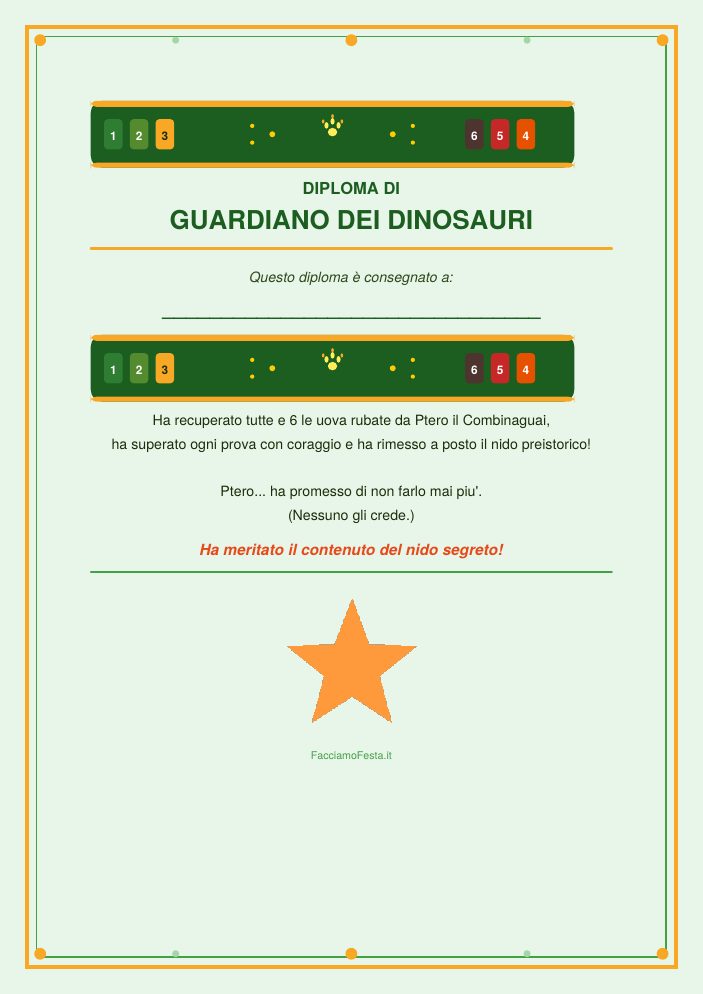 1 2 3 6 5 4
DIPLOMA DI
GUARDIANO DEI DINOSAURI
Questo diploma è consegnato a:
1 2 3 6 5 4
Ha recuperato tutte e 6 le uova rubate da Ptero il Combinaguai,
ha superato ogni prova con coraggio e ha rimesso a posto il nido preistorico!
Ptero... ha promesso di non farlo mai piu'.
(Nessuno gli crede.)
Ha meritato il contenuto del nido segreto!
FacciamoFesta.it